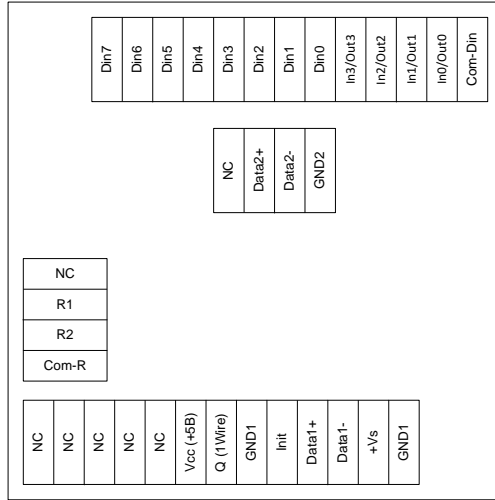 Din7
Din6
Din5
Din4
Din3
Din2
Din1
Din0
In3/Out3
In2/Out2
In1/Out1
In0/Out0
Com-Din
NC
Data2+
Data2-
GND2
NC
R1
R2
Com-R
NC
NC
NC
NC
NC
Vcc (+5B)
Q (1Wire)
GND1
Init
Data1+
Data1-
+Vs
GND1